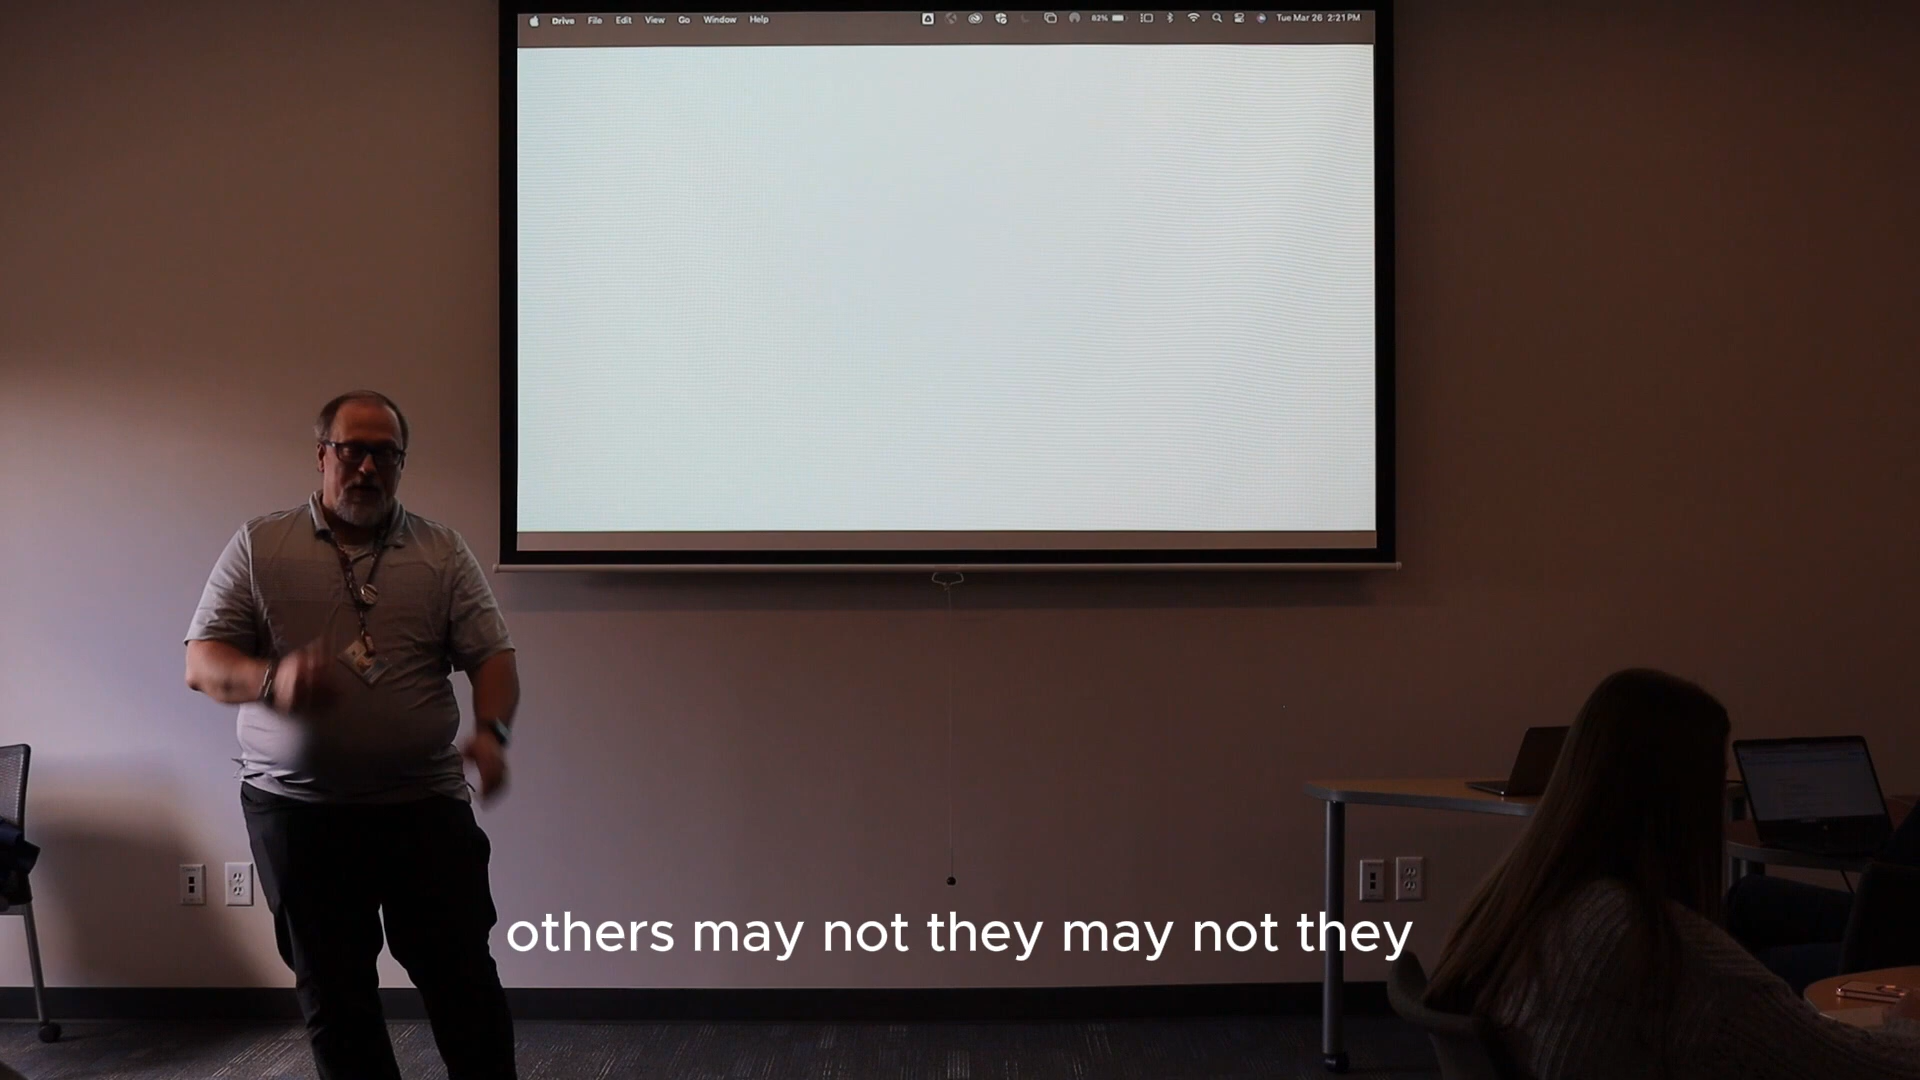 Drive File Edit View Go Window Help 82% Tue Mar 26 2:21 PM
others may not they may not they